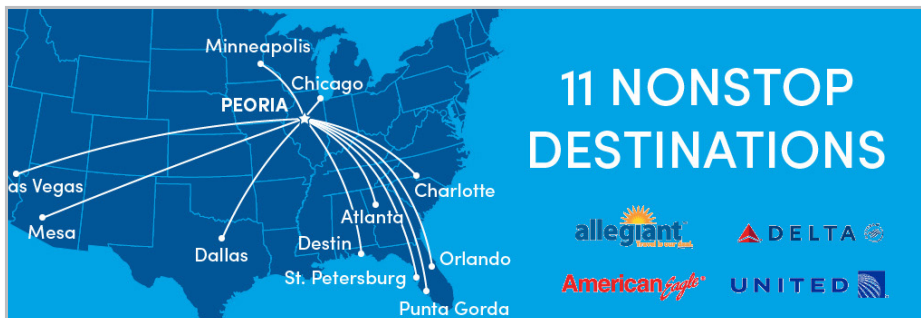 Minneapolis
Chicago
PEORIA
as Vegas
Mesa
Dallas
Destin
Atlanta
Charlotte
St. Petersburg
Orlando
Punta Gorda
11 NONSTOP
DESTINATIONS
allegiant
DELTA
American Eagle
UNITED